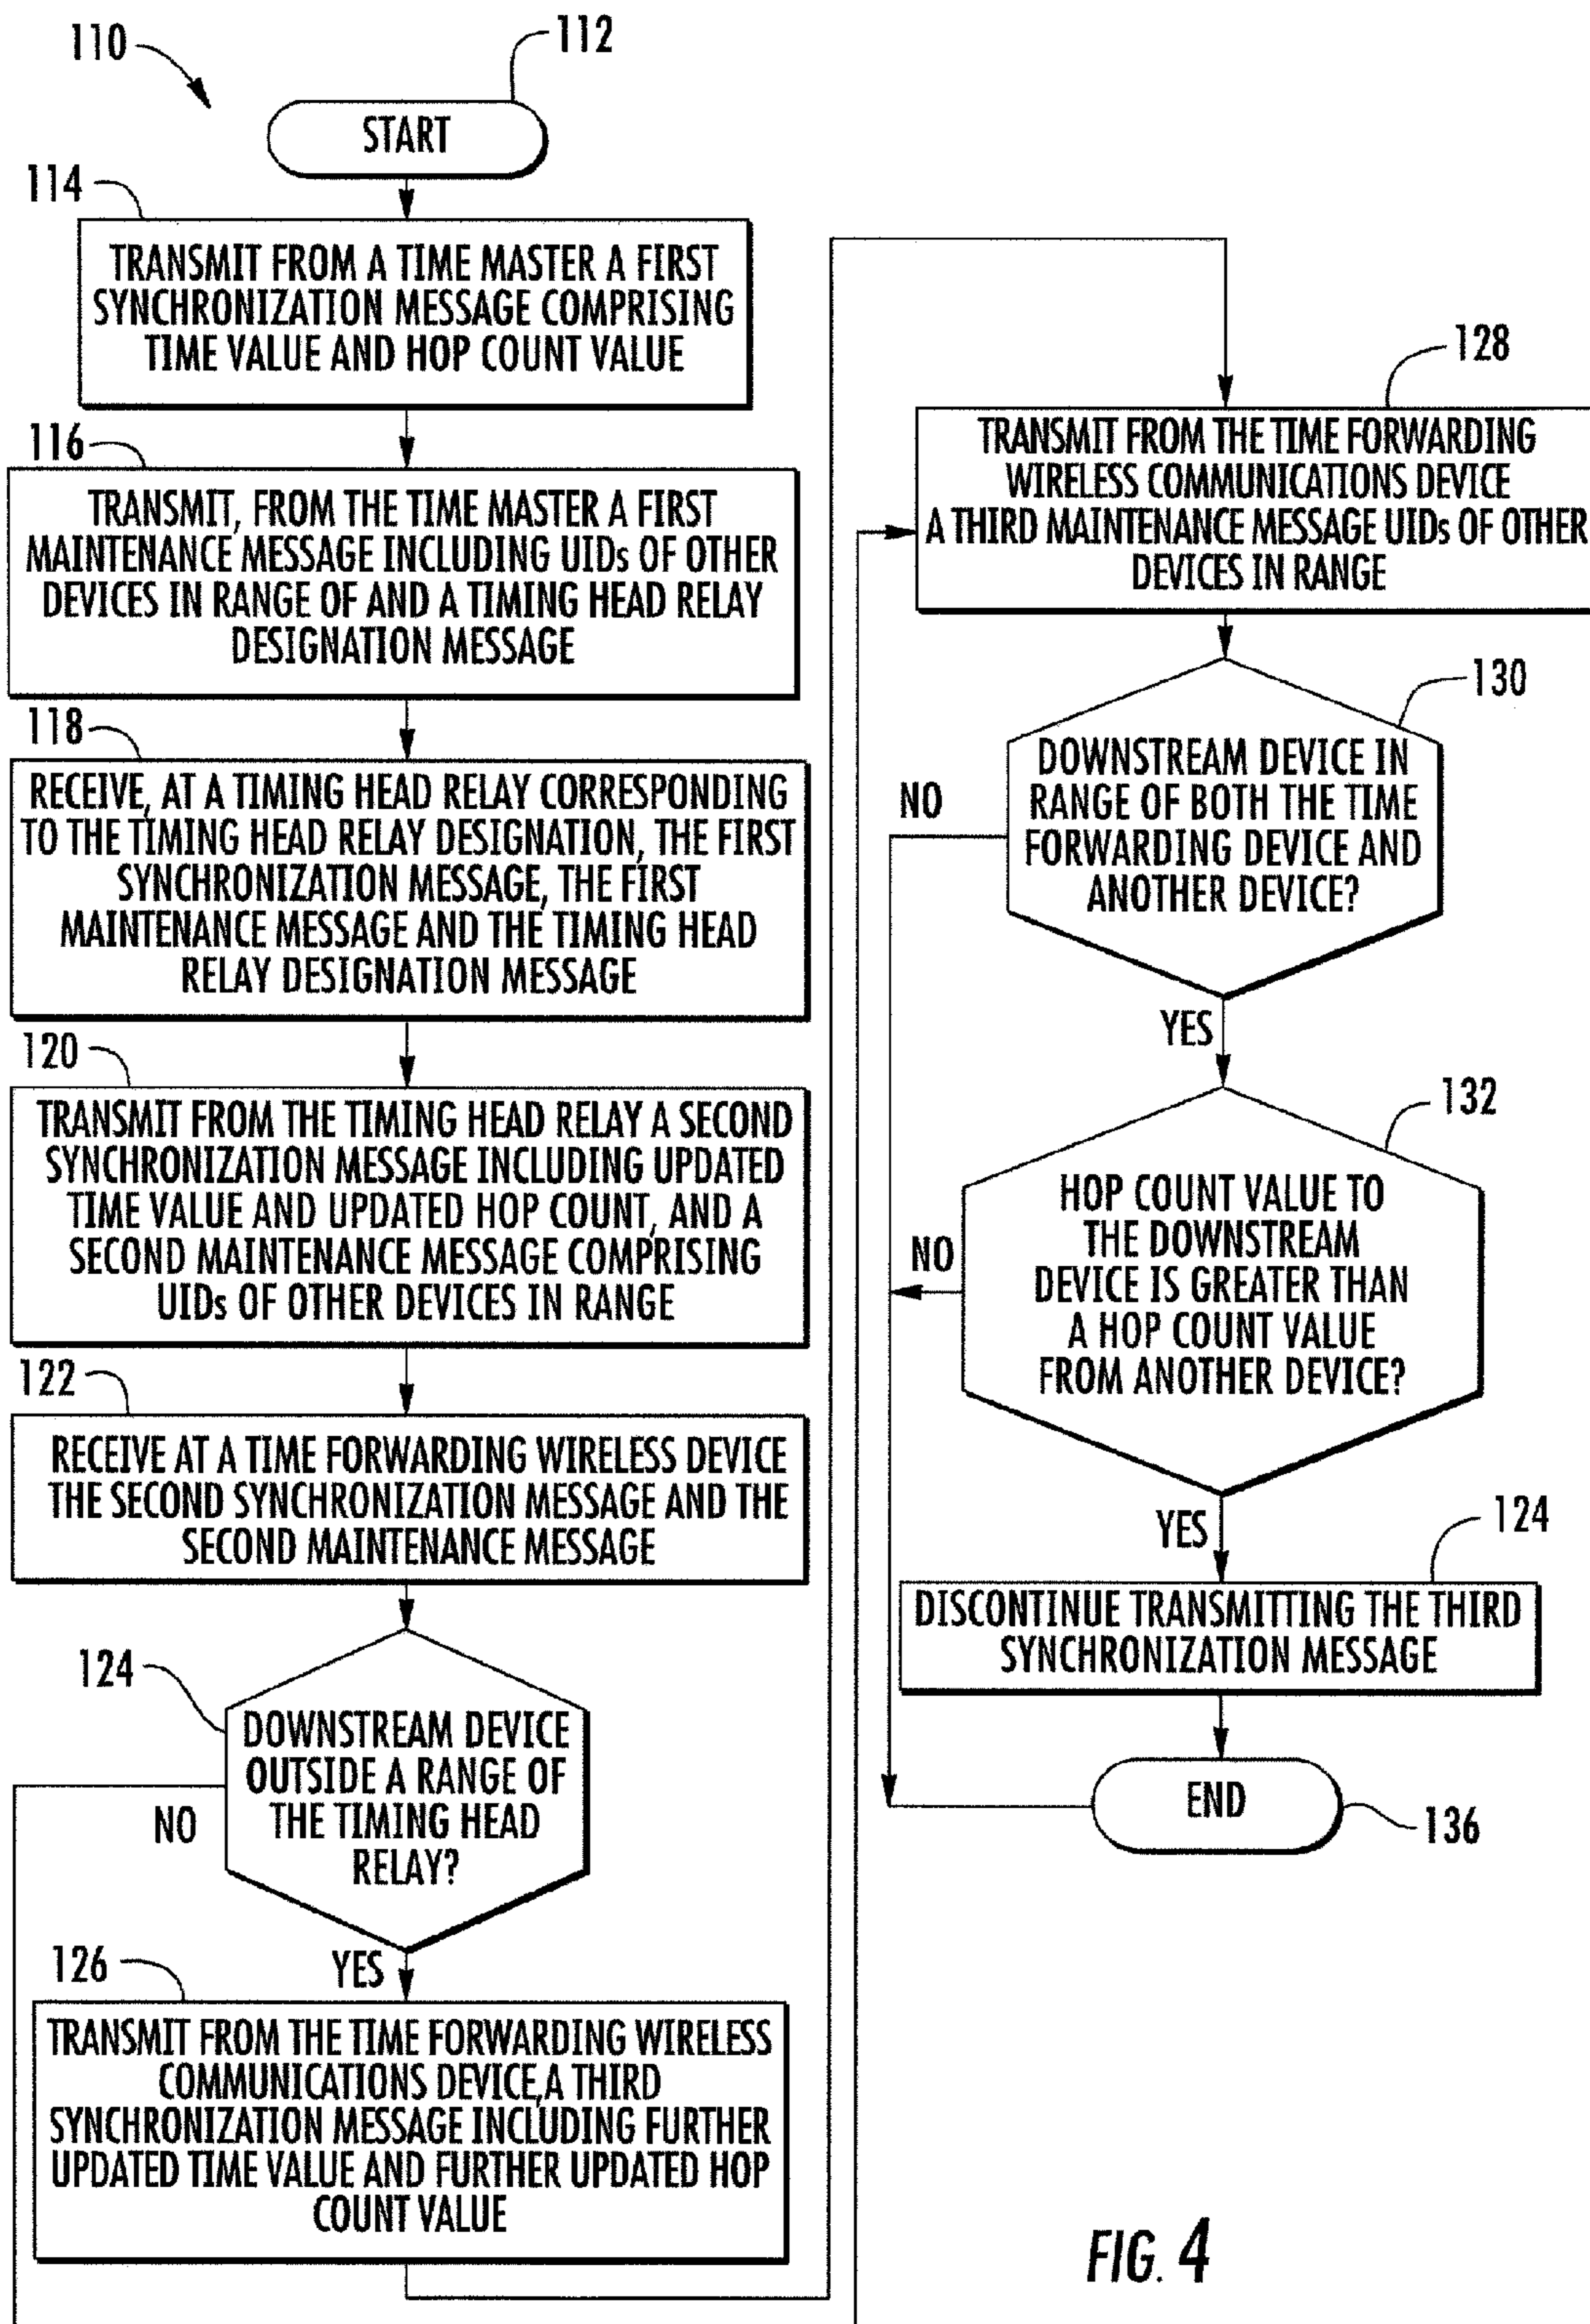 110
112
START
114
TRANSMIT FROM A TIME MASTER A FIRST
SYNCHRONIZATION MESSAGE COMPRISING
TIME VALUE AND HOP COUNT VALUE
116
TRANSMIT, FROM THE TIME MASTER A FIRST
MAINTENANCE MESSAGE INCLUDING UIDs OF OTHER
DEVICES IN RANGE OF AND A TIMING HEAD RELAY
DESIGNATION MESSAGE
118
RECEIVE, AT A TIMING HEAD RELAY CORRESPONDING
TO THE TIMING HEAD RELAY DESIGNATION, THE FIRST
SYNCHRONIZATION MESSAGE, THE FIRST
MAINTENANCE MESSAGE AND THE TIMING HEAD
RELAY DESIGNATION MESSAGE
120
TRANSMIT FROM THE TIMING HEAD RELAY A SECOND
SYNCHRONIZATION MESSAGE INCLUDING UPDATED
TIME VALUE AND UPDATED HOP COUNT, AND A
SECOND MAINTENANCE MESSAGE COMPRISING
UIDs OF OTHER DEVICES IN RANGE
122
RECEIVE AT A TIME FORWARDING WIRELESS DEVICE
THE SECOND SYNCHRONIZATION MESSAGE AND THE
SECOND MAINTENANCE MESSAGE
124
DOWNSTREAM DEVICE
OUTSIDE A RANGE OF
THE TIMING HEAD
RELAY?
NO
YES
126
TRANSMIT FROM THE TIME FORWARDING WIRELESS
COMMUNICATIONS DEVICE,A THIRD
SYNCHRONIZATION MESSAGE INCLUDING FURTHER
UPDATED TIME VALUE AND FURTHER UPDATED HOP
COUNT VALUE
128
TRANSMIT FROM THE TIME FORWARDING
WIRELESS COMMUNICATIONS DEVICE
A THIRD MAINTENANCE MESSAGE UIDs OF OTHER
DEVICES IN RANGE
130
DOWNSTREAM DEVICE IN
RANGE OF BOTH THE TIME
FORWARDING DEVICE AND
ANOTHER DEVICE?
NO
YES
132
HOP COUNT VALUE TO
THE DOWNSTREAM
DEVICE IS GREATER THAN
A HOP COUNT VALUE
FROM ANOTHER DEVICE?
NO
YES
124
DISCONTINUE TRANSMITTING THE THIRD
SYNCHRONIZATION MESSAGE
END
136
FIG. 4